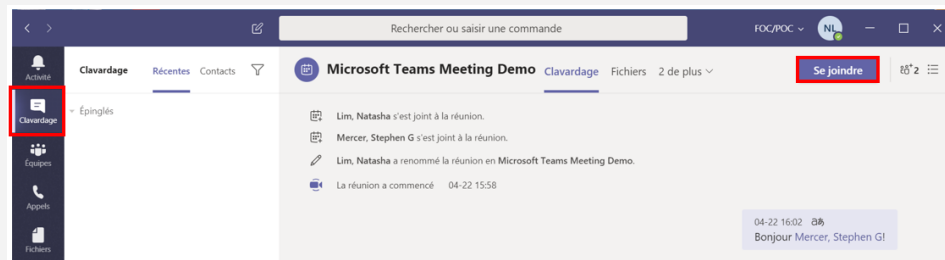 Rechercher ou saisir une commande
FOC/POC
NL
Activité
Clavardage
Équipes
Appels
Fichiers
Clavardage Récentes Contacts
Épinglés
Microsoft Teams Meeting Demo Clavardage Fichiers 2 de plus
Se joindre
2
Lim, Natasha s'est joint à la réunion.
Mercer, Stephen G s'est joint à la réunion.
Lim, Natasha a renommé la réunion en Microsoft Teams Meeting Demo.
La réunion a commencé 04-22 15:58
04-22 16:02
Bonjour Mercer, Stephen G!